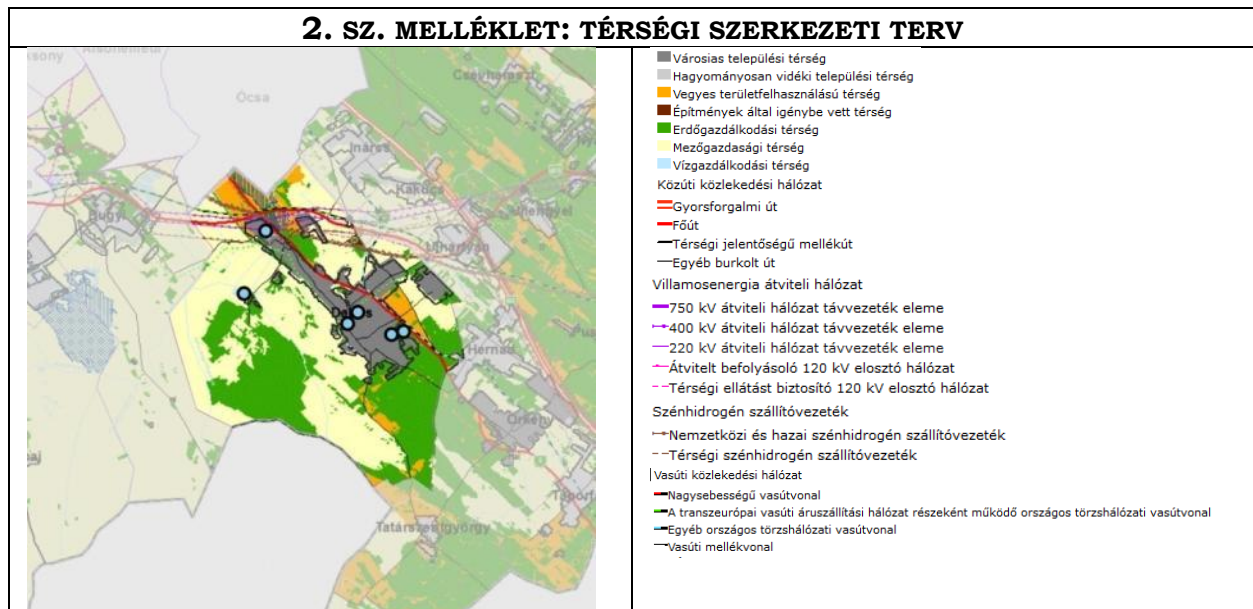 2. SZ. MELLÉKLET: TÉRSÉGI SZERKEZETI TERV
Ócsa
Inárcs
Kakucs
Bugyi
Hernád
Örkény
Tatárszentgyörgy
Városias települési térség
Hagyományosan vidéki települési térség
Vegyes területfelhasználású térség
Építmények által igénybe vett térség
Erdőgazdálkodási térség
Mezőgazdasági térség
Vízgazdálkodási térség
Közúti közlekedési hálózat
Gyorsforgalmi út
Főút
Térségi jelentőségű mellékút
Egyéb burkolt út
Villamosenergia átviteli hálózat
750 kV átviteli hálózat távvezeték eleme
400 kV átviteli hálózat távvezeték eleme
220 kV átviteli hálózat távvezeték eleme
Átvitelt befolyásoló 120 kV elosztó hálózat
Térségi ellátást biztosító 120 kV elosztó hálózat
Szénhidrogén szállítóvezeték
Nemzetközi és hazai szénhidrogén szállítóvezeték
Térségi szénhidrogén szállítóvezeték
Vasúti közlekedési hálózat
Nagysebességű vasútvonal
A transzeurópai vasúti áruszállítási hálózat részeként működő országos törzshálózati vasútvonal
Egyéb országos törzshálózati vasútvonal
Vasúti mellékvonal